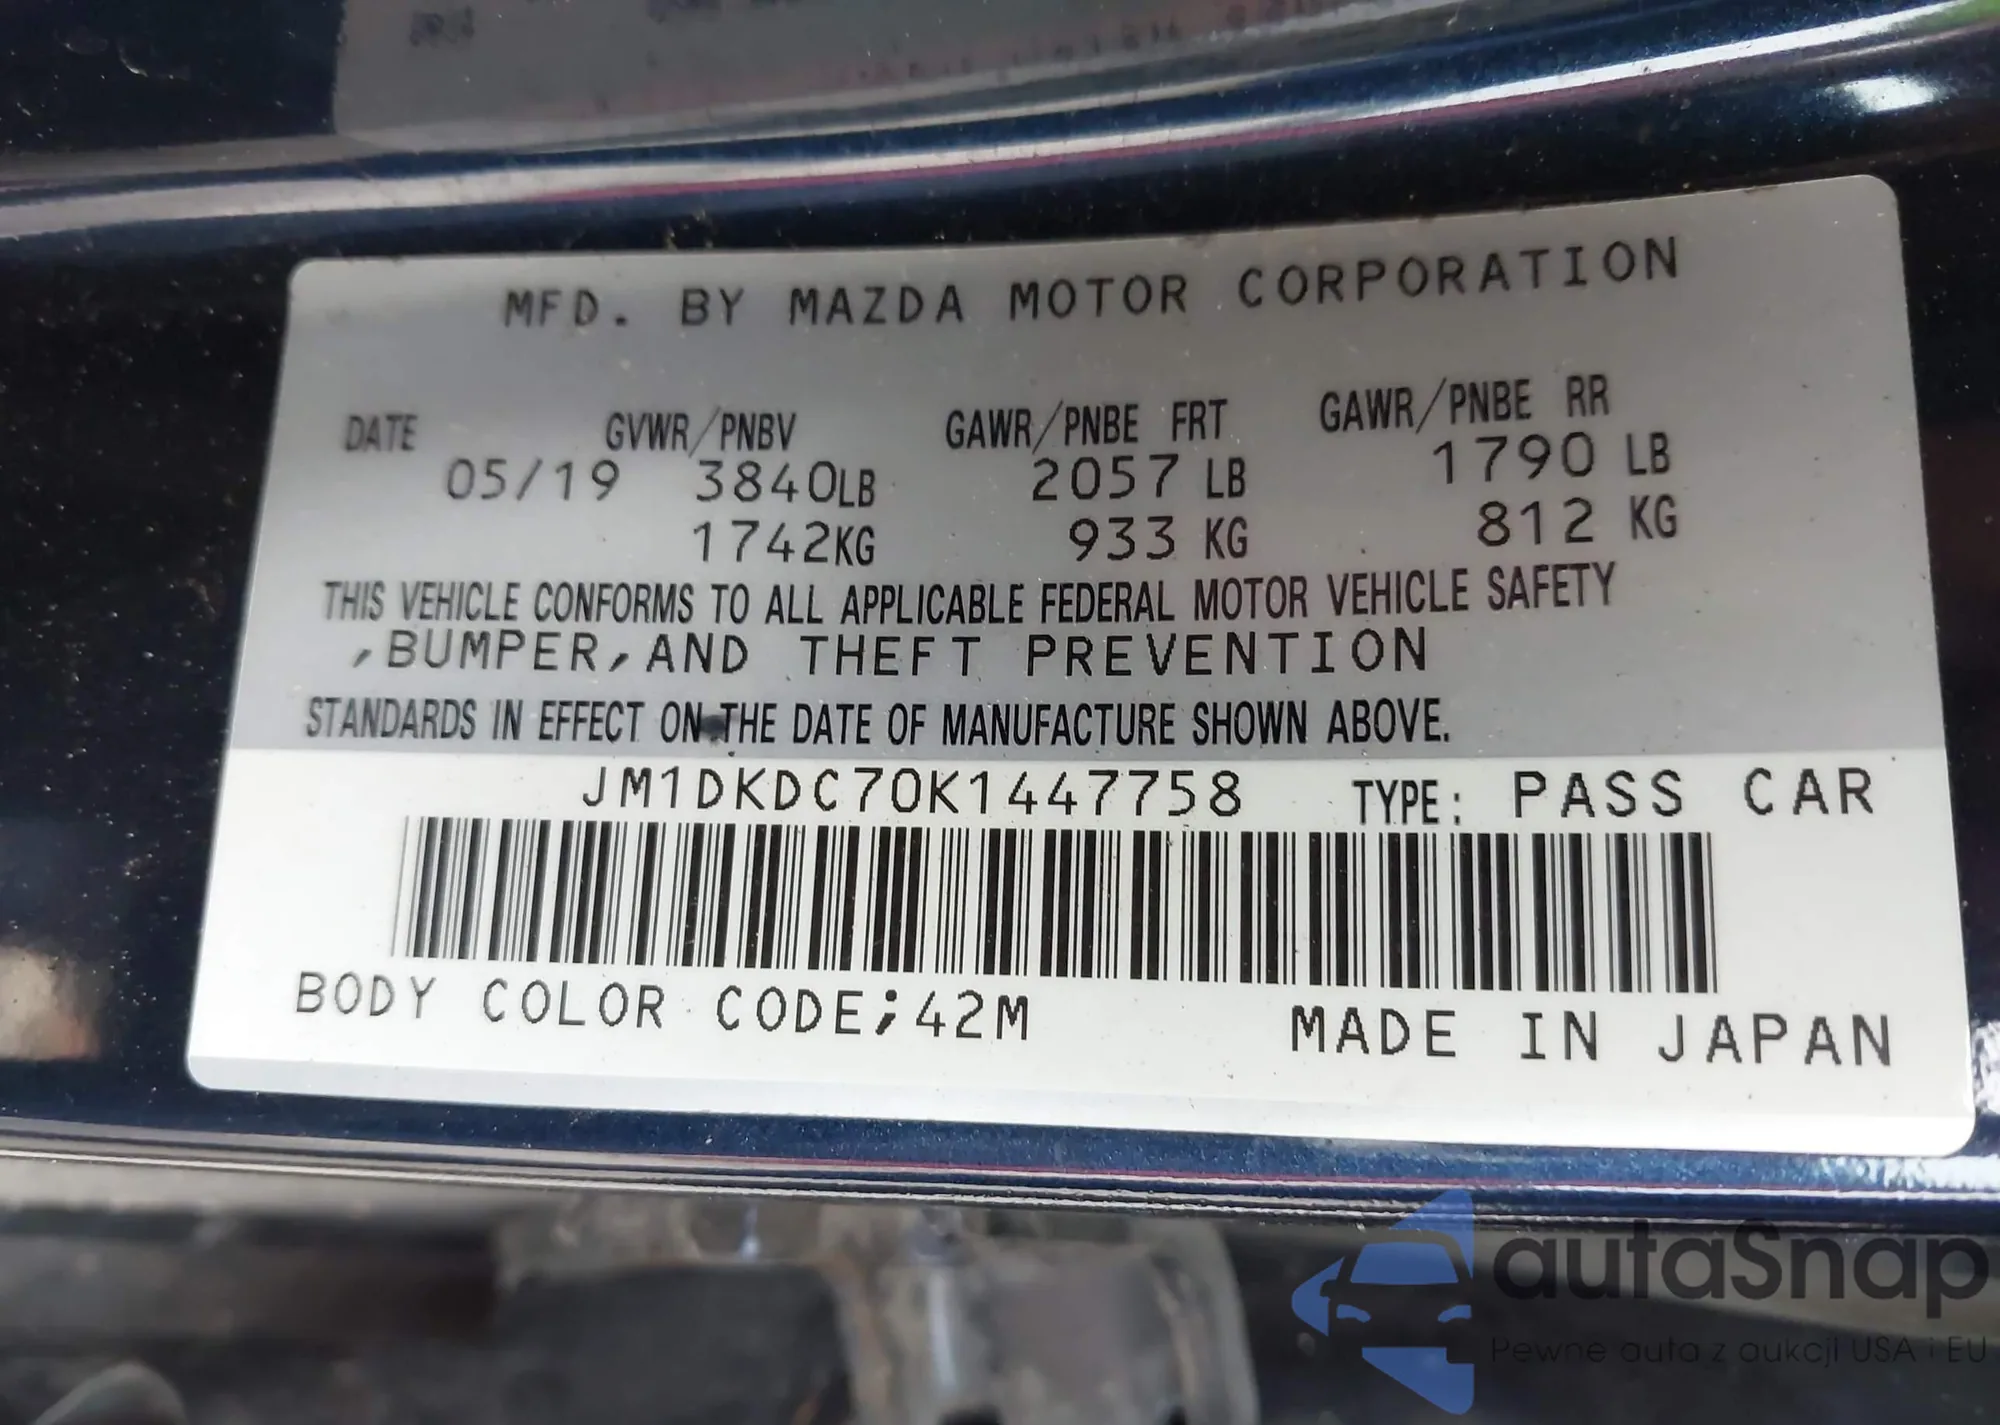 MFD. BY MAZDA MOTOR CORPORATION
DATE GVWR/PNBV GAWR/PNBE FRT GAWR/PNBE RR
05/19 3840LB 2057 LB 1790 LB
1742KG 933 KG 812 KG
THIS VEHICLE CONFORMS TO ALL APPLICABLE FEDERAL MOTOR VEHICLE SAFETY
,BUMPER,AND THEFT PREVENTION
STANDARDS IN EFFECT ON THE DATE OF MANUFACTURE SHOWN ABOVE.
JM1DKDC70K1447758 TYPE: PASS CAR
BODY COLOR CODE;42M MADE IN JAPAN
autaSnap
Pewne auta z aukcji USA i EU